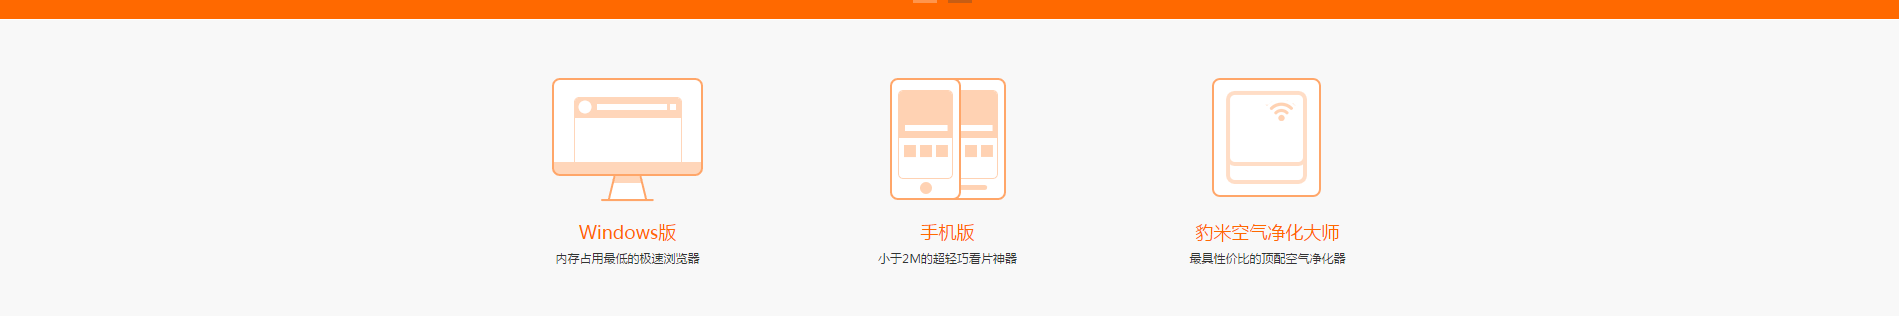 Windows版
手机版
豹米空气净化大师
内存占用最低的极速浏览器
小于2M的超轻巧看片神器
最具性价比的顶配空气净化器